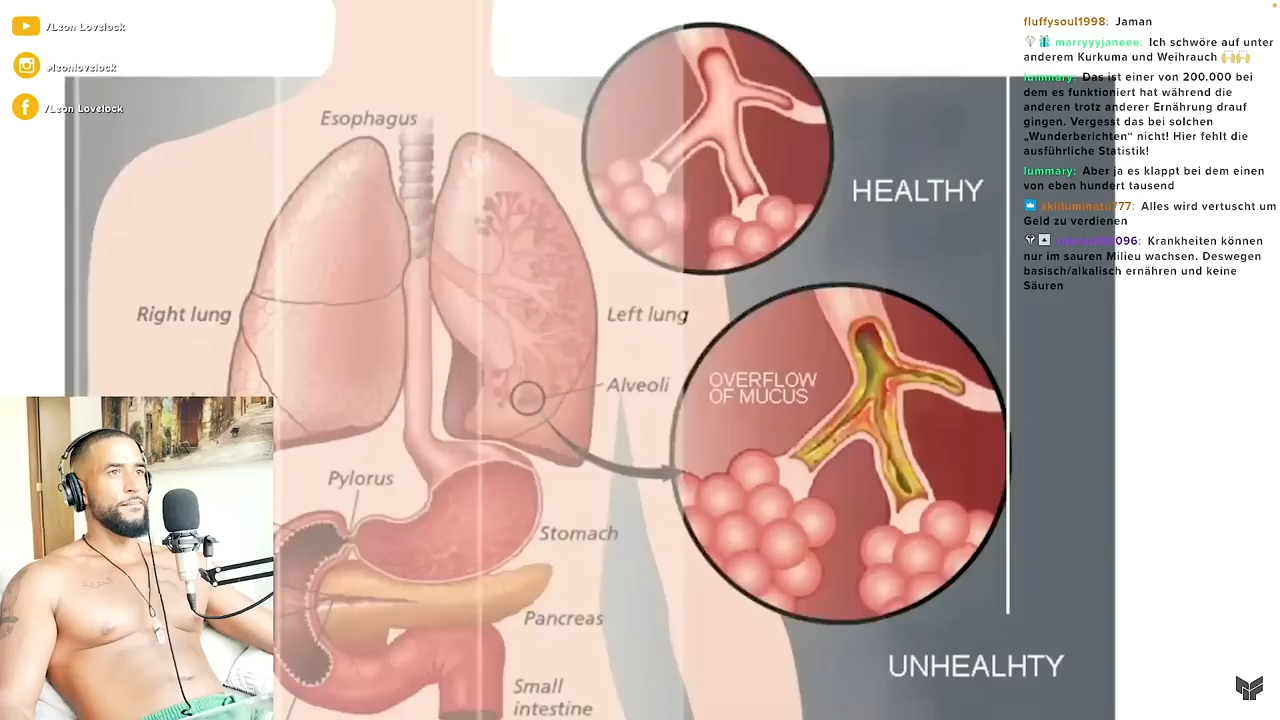 /Leon Lovelock
leonlovelock
/Leon Lovelock
Esophagus
Right lung
Left lung
Alveoli
Pylorus
Stomach
Pancreas
Small
intestine
HEALTHY
OVERFLOW
OF MUCUS
UNHEALHTY
fluffysoul1998: Jaman
marryyyjaneee: Ich schwöre auf unter
anderem Kurkuma und Weihrauch
lummary: Das ist einer von 200.000 bei
dem es funktioniert hat während die
anderen trotz anderer Ernährung drauf
gingen. Vergesst das bei solchen
„Wunderberichten“ nicht! Hier fehlt die
ausführliche Statistik!
lummary: Aber ja es klappt bei dem einen
von eben hundert tausend
skilluminatii777: Alles wird vertuscht um
Geld zu verdienen
Krankheiten können
nur im sauren Milieu wachsen. Deswegen
basisch/alkalisch ernähren und keine
Säuren